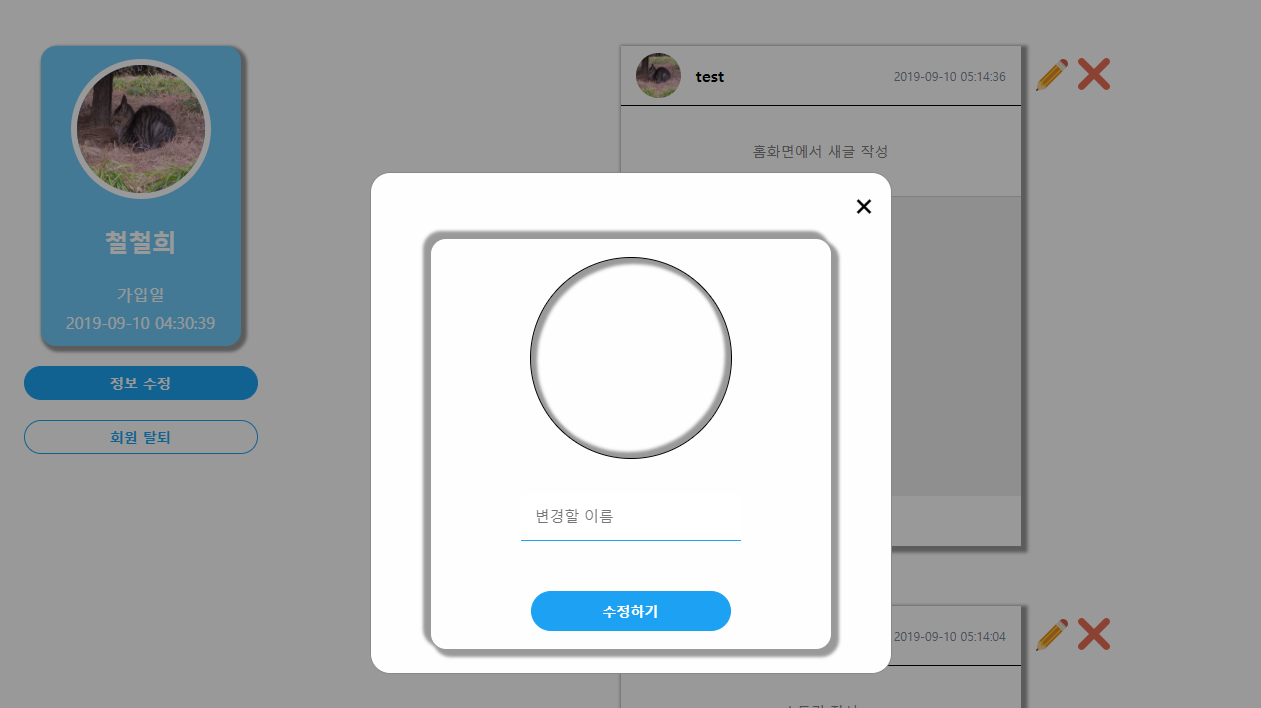 철철희
가입일
2019-09-10 04:30:39
정보 수정
회원 탈퇴
test
2019-09-10 05:14:36
홈화면에서 새글 작성
변경할 이름
수정하기
2019-09-10 05:14:04